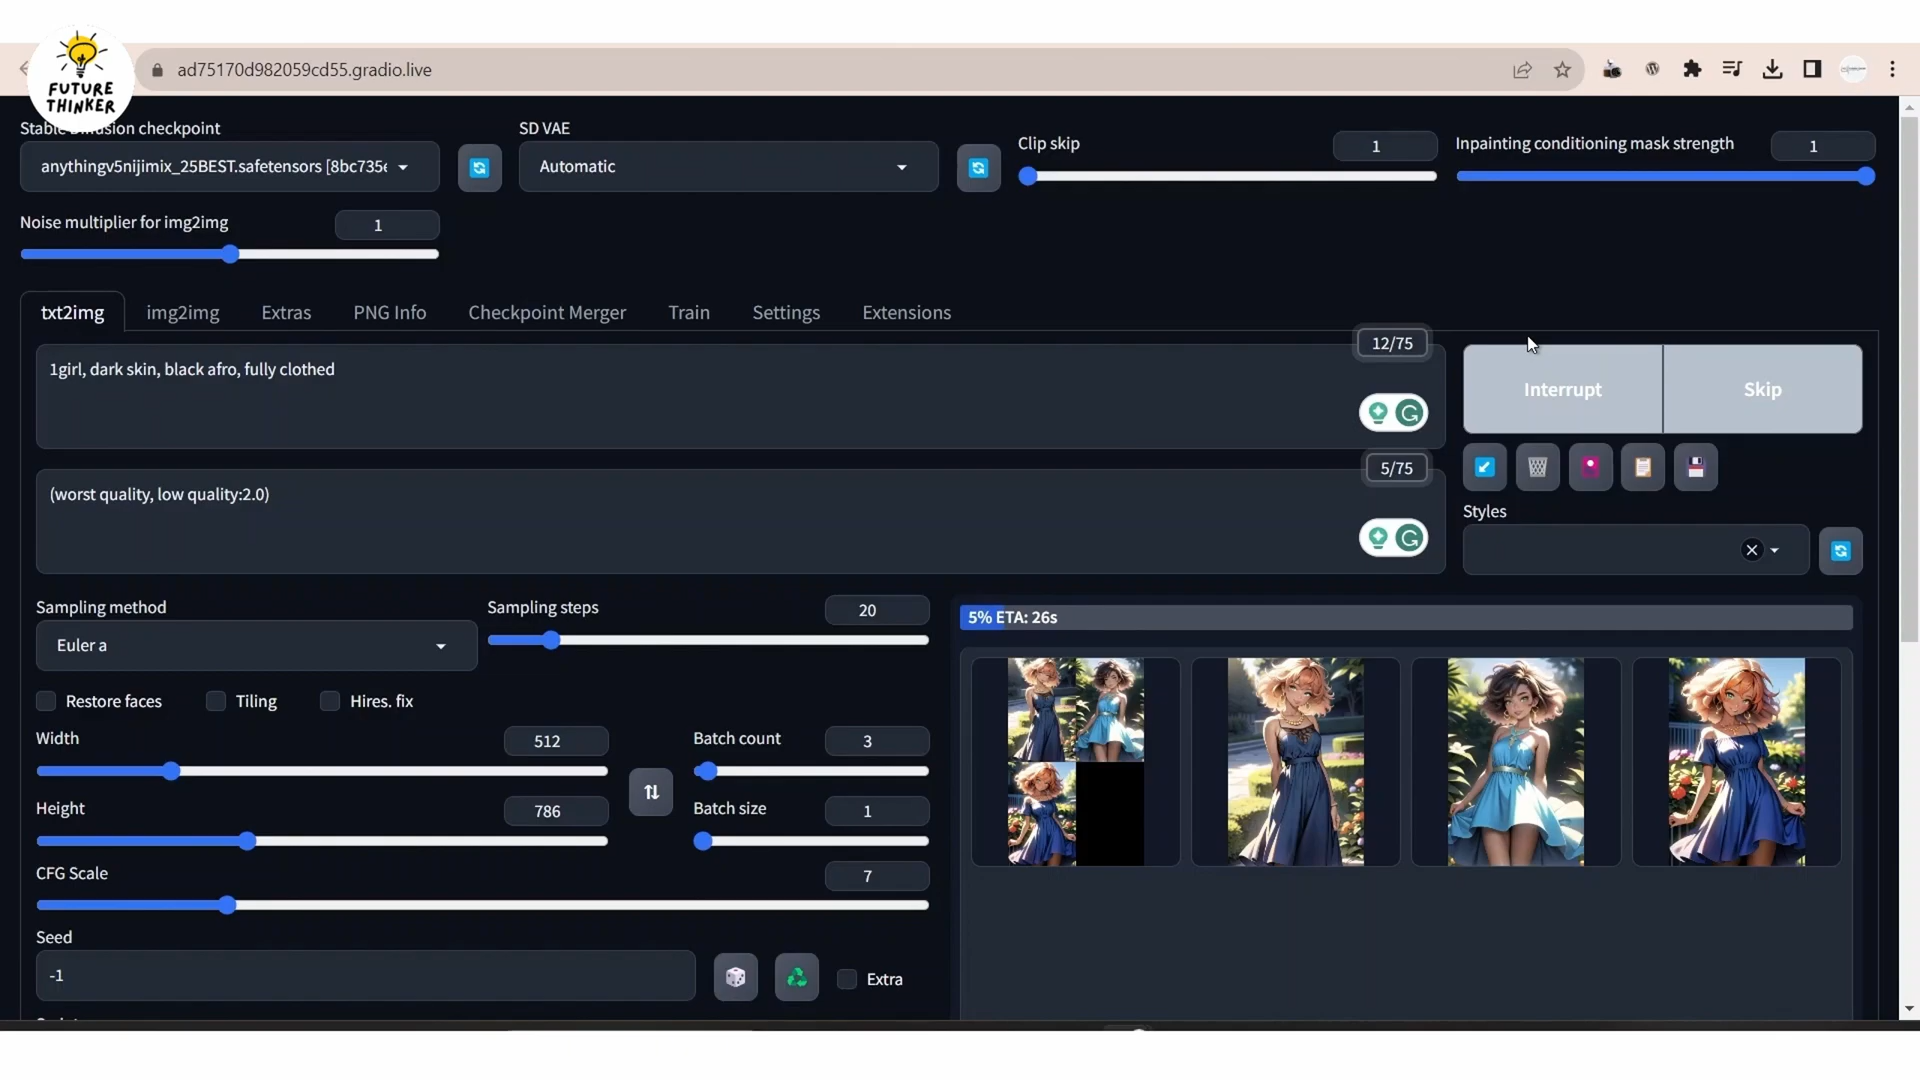 FUTURE
THINKER
ad75170d982059cd55.gradio.live
Stable Diffusion checkpoint
SD VAE
Clip skip
1
Inpainting conditioning mask strength
1
anythingv5nijimix_25BEST.safetensors [8bc735e
Automatic
Noise multiplier for img2img
1
txt2img
img2img
Extras
PNG Info
Checkpoint Merger
Train
Settings
Extensions
12/75
1girl, dark skin, black afro, fully clothed
Interrupt
Skip
5/75
(worst quality, low quality:2.0)
Styles
Sampling method
Sampling steps
20
Euler a
5% ETA: 26s
Restore faces
Tiling
Hires. fix
Width
512
Batch count
3
Height
786
Batch size
1
CFG Scale
7
Seed
-1
Extra